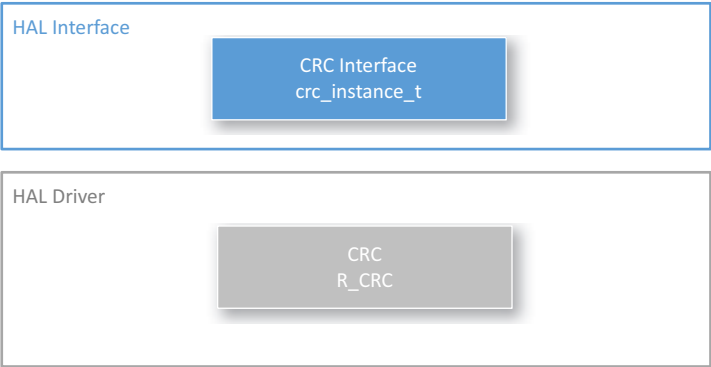 HAL Interface
CRC Interface
crc_instance_t
HAL Driver
CRC
R_CRC